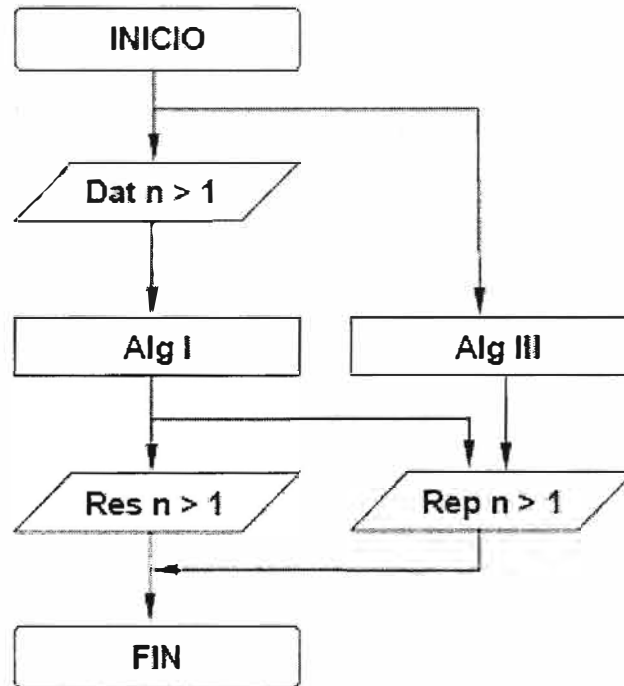 INICIO
Dat n > 1
Alg I
Alg III
Res n > 1
Rep n > 1
FIN